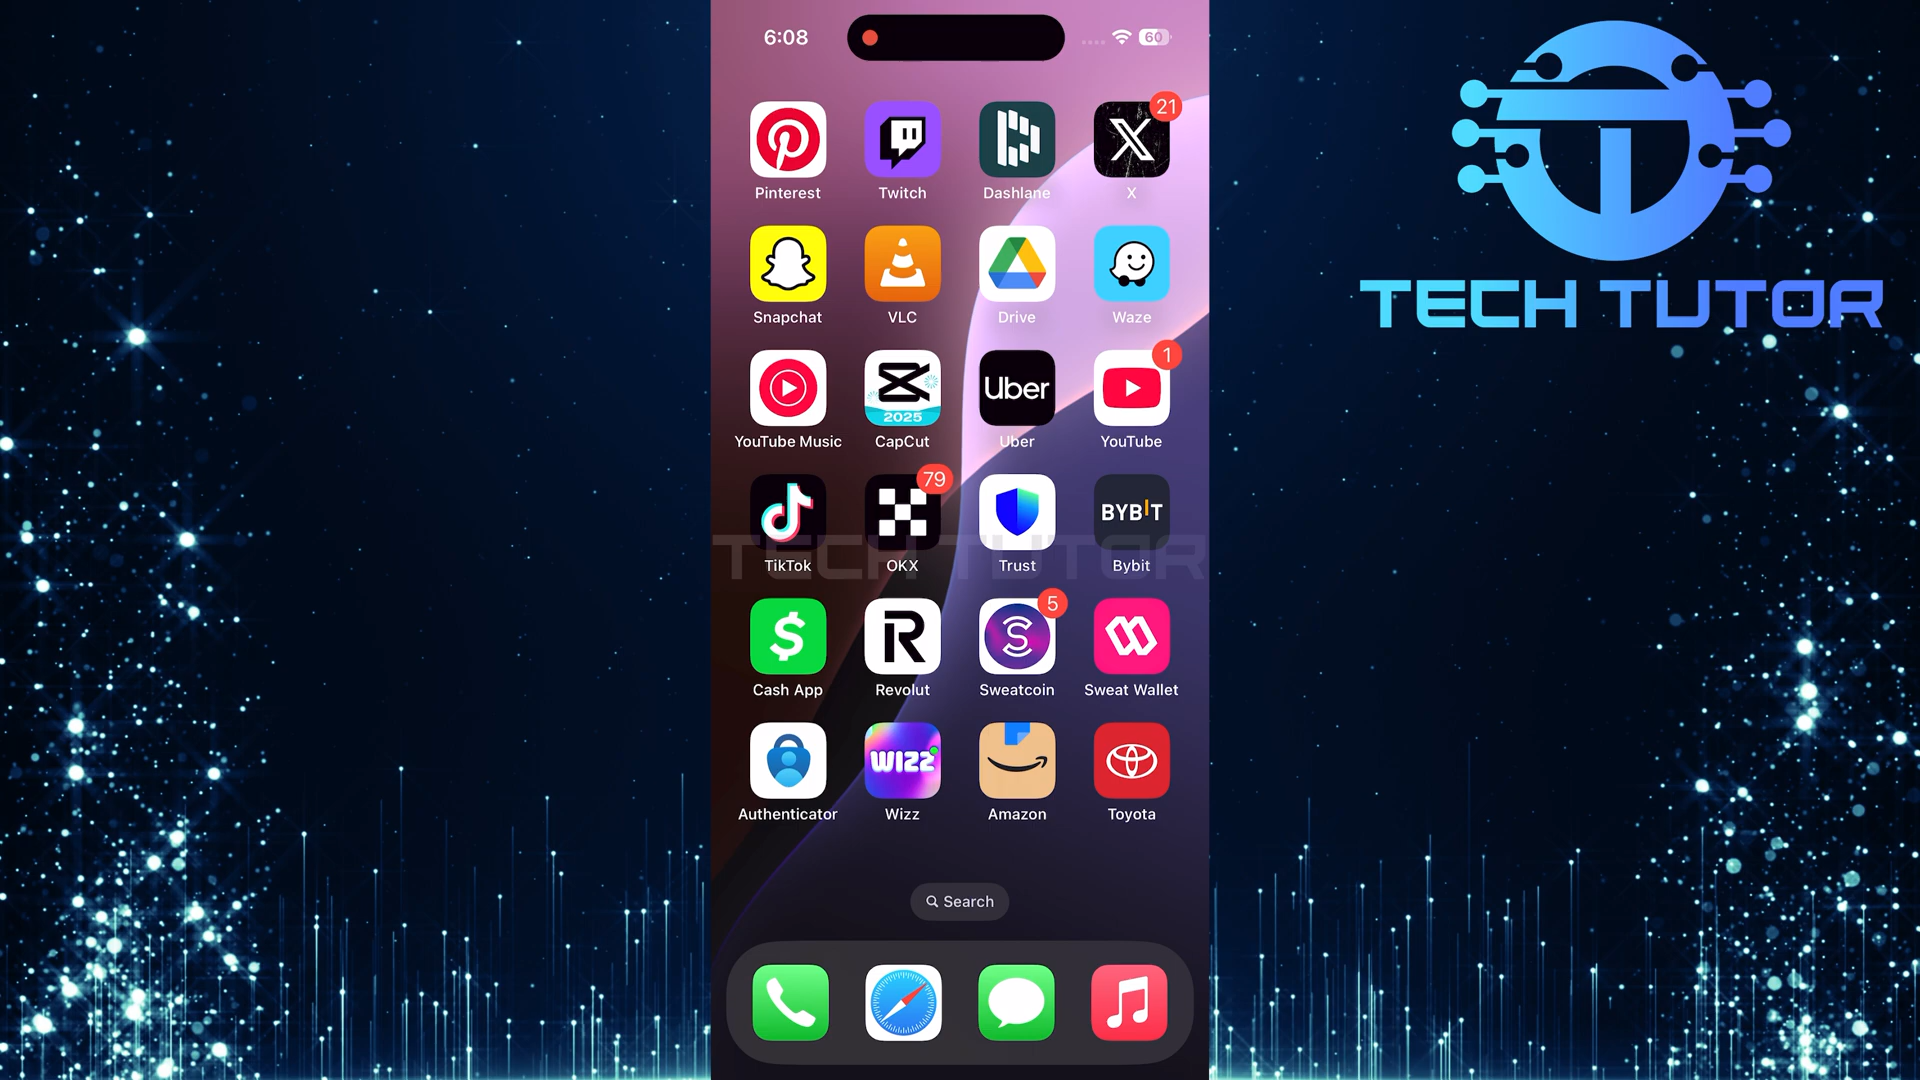 6:08
60
21
Pinterest Twitch Dashlane X
Snapchat VLC Drive Waze
1
2025
Uber
YouTube Music CapCut Uber YouTube
79
BYBIT
TECH TUTOR
TikTok OKX Trust Bybit
5
Cash App Revolut Sweatcoin Sweat Wallet
WIZZ
Authenticator Wizz Amazon Toyota
Search
TECH TUTOR